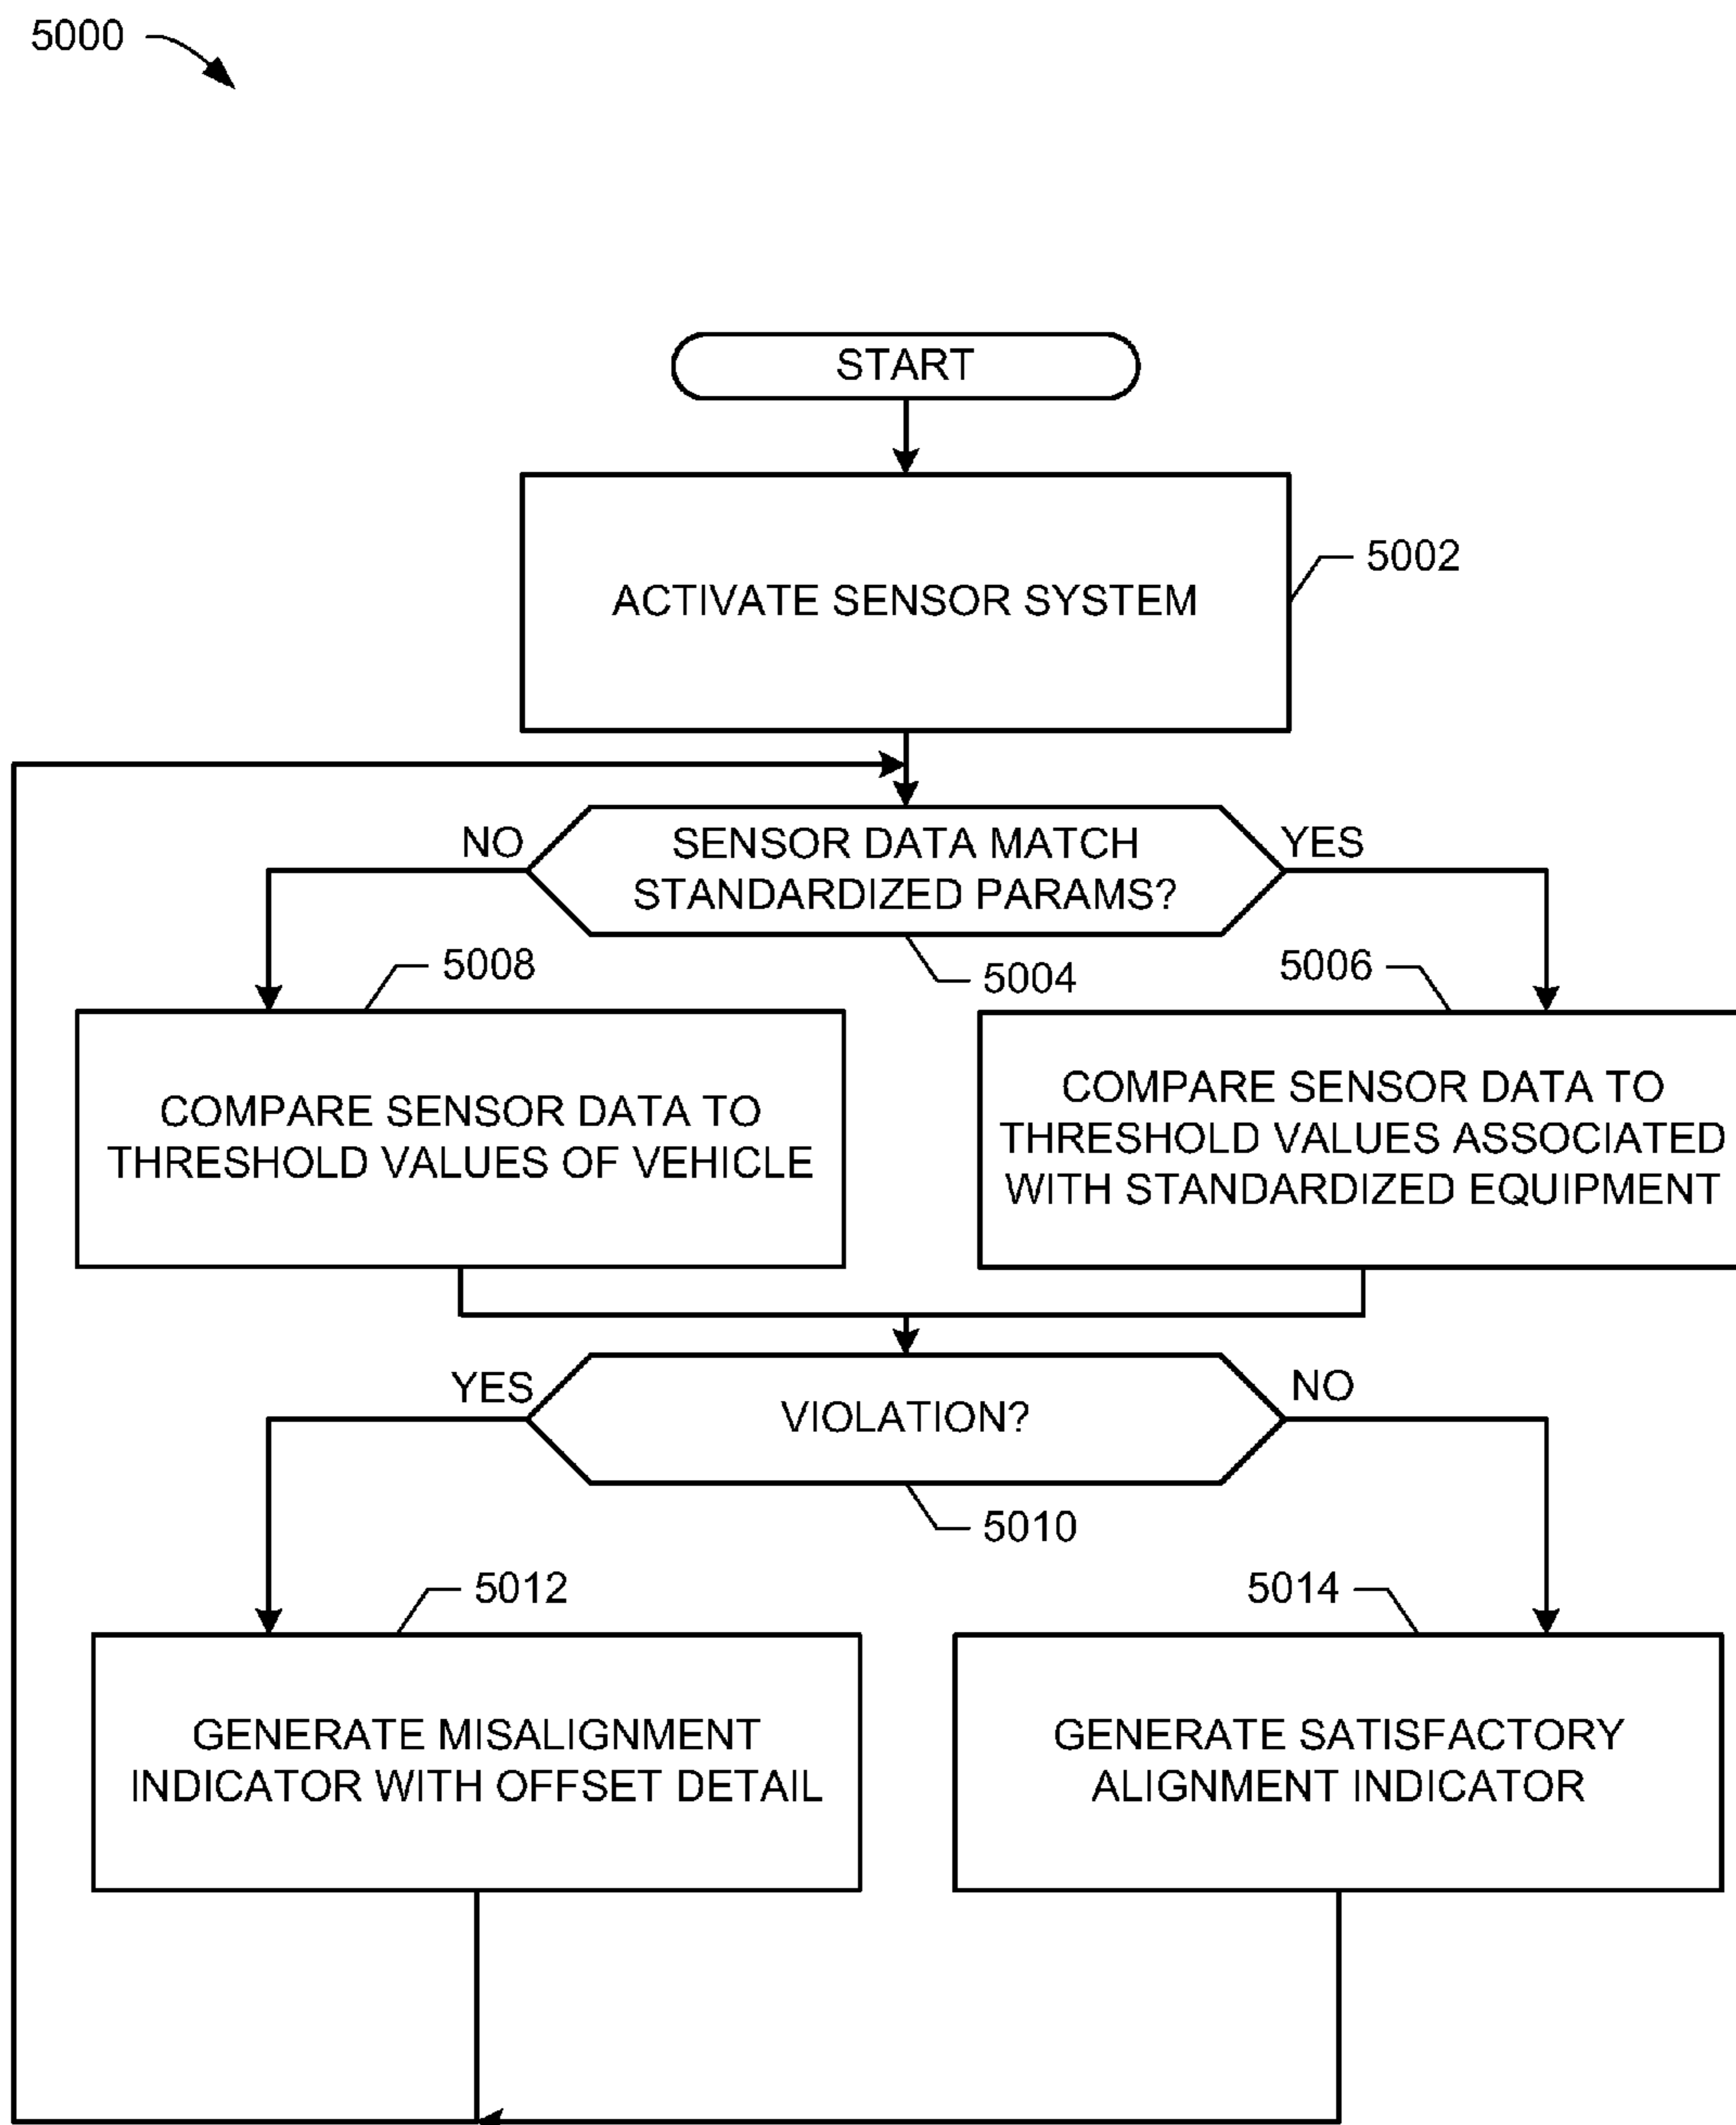 5000
START
ACTIVATE SENSOR SYSTEM
5002
NO
SENSOR DATA MATCH
STANDARDIZED PARAMS?
YES
5008
5004
5006
COMPARE SENSOR DATA TO
THRESHOLD VALUES OF VEHICLE
COMPARE SENSOR DATA TO
THRESHOLD VALUES ASSOCIATED
WITH STANDARDIZED EQUIPMENT
YES
VIOLATION?
NO
5010
5012
5014
GENERATE MISALIGNMENT
INDICATOR WITH OFFSET DETAIL
GENERATE SATISFACTORY
ALIGNMENT INDICATOR